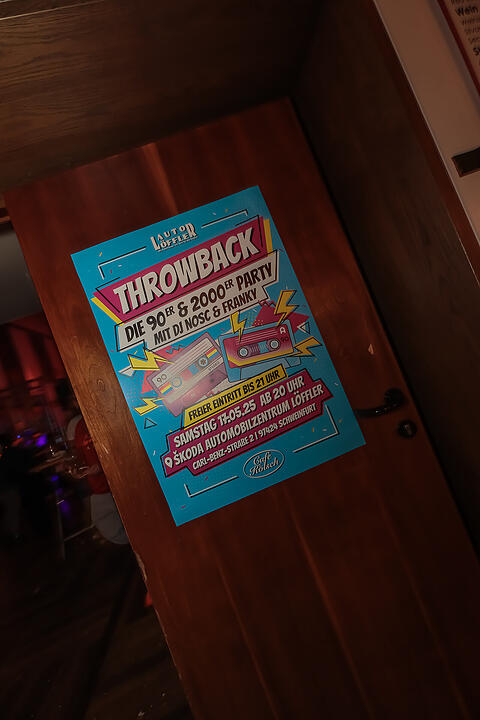 AUTO
LÖFFLER
THROWBACK
DIE 90ER & 2000ER PARTY
MIT DJ NOSC & FRANKY
FREIER EINTRITT BIS 21 UHR
SAMSTAG 17.05.25 AB 20 UHR
ŠKODA AUTOMOBILZENTRUM LÖFFLER
CARL-BENZ-STRAßE 2 | 97424 SCHWEINFURT
Café
Kölsch
Wein